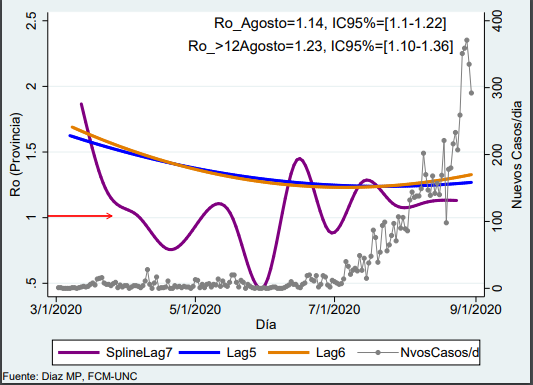 Ro_Agosto=1.14, IC95%=[1.1-1.22]
Ro_>12Agosto=1.23, IC95%=[1.10-1.36]
2.5
2
1.5
1
.5
Ro (Provincia)
400
300
200
100
0
Nuevos Casos/día
3/1/2020 5/1/2020 7/1/2020 9/1/2020
Día
SplineLag7 Lag5 Lag6 NvosCasos/d
Fuente: Diaz MP, FCM-UNC